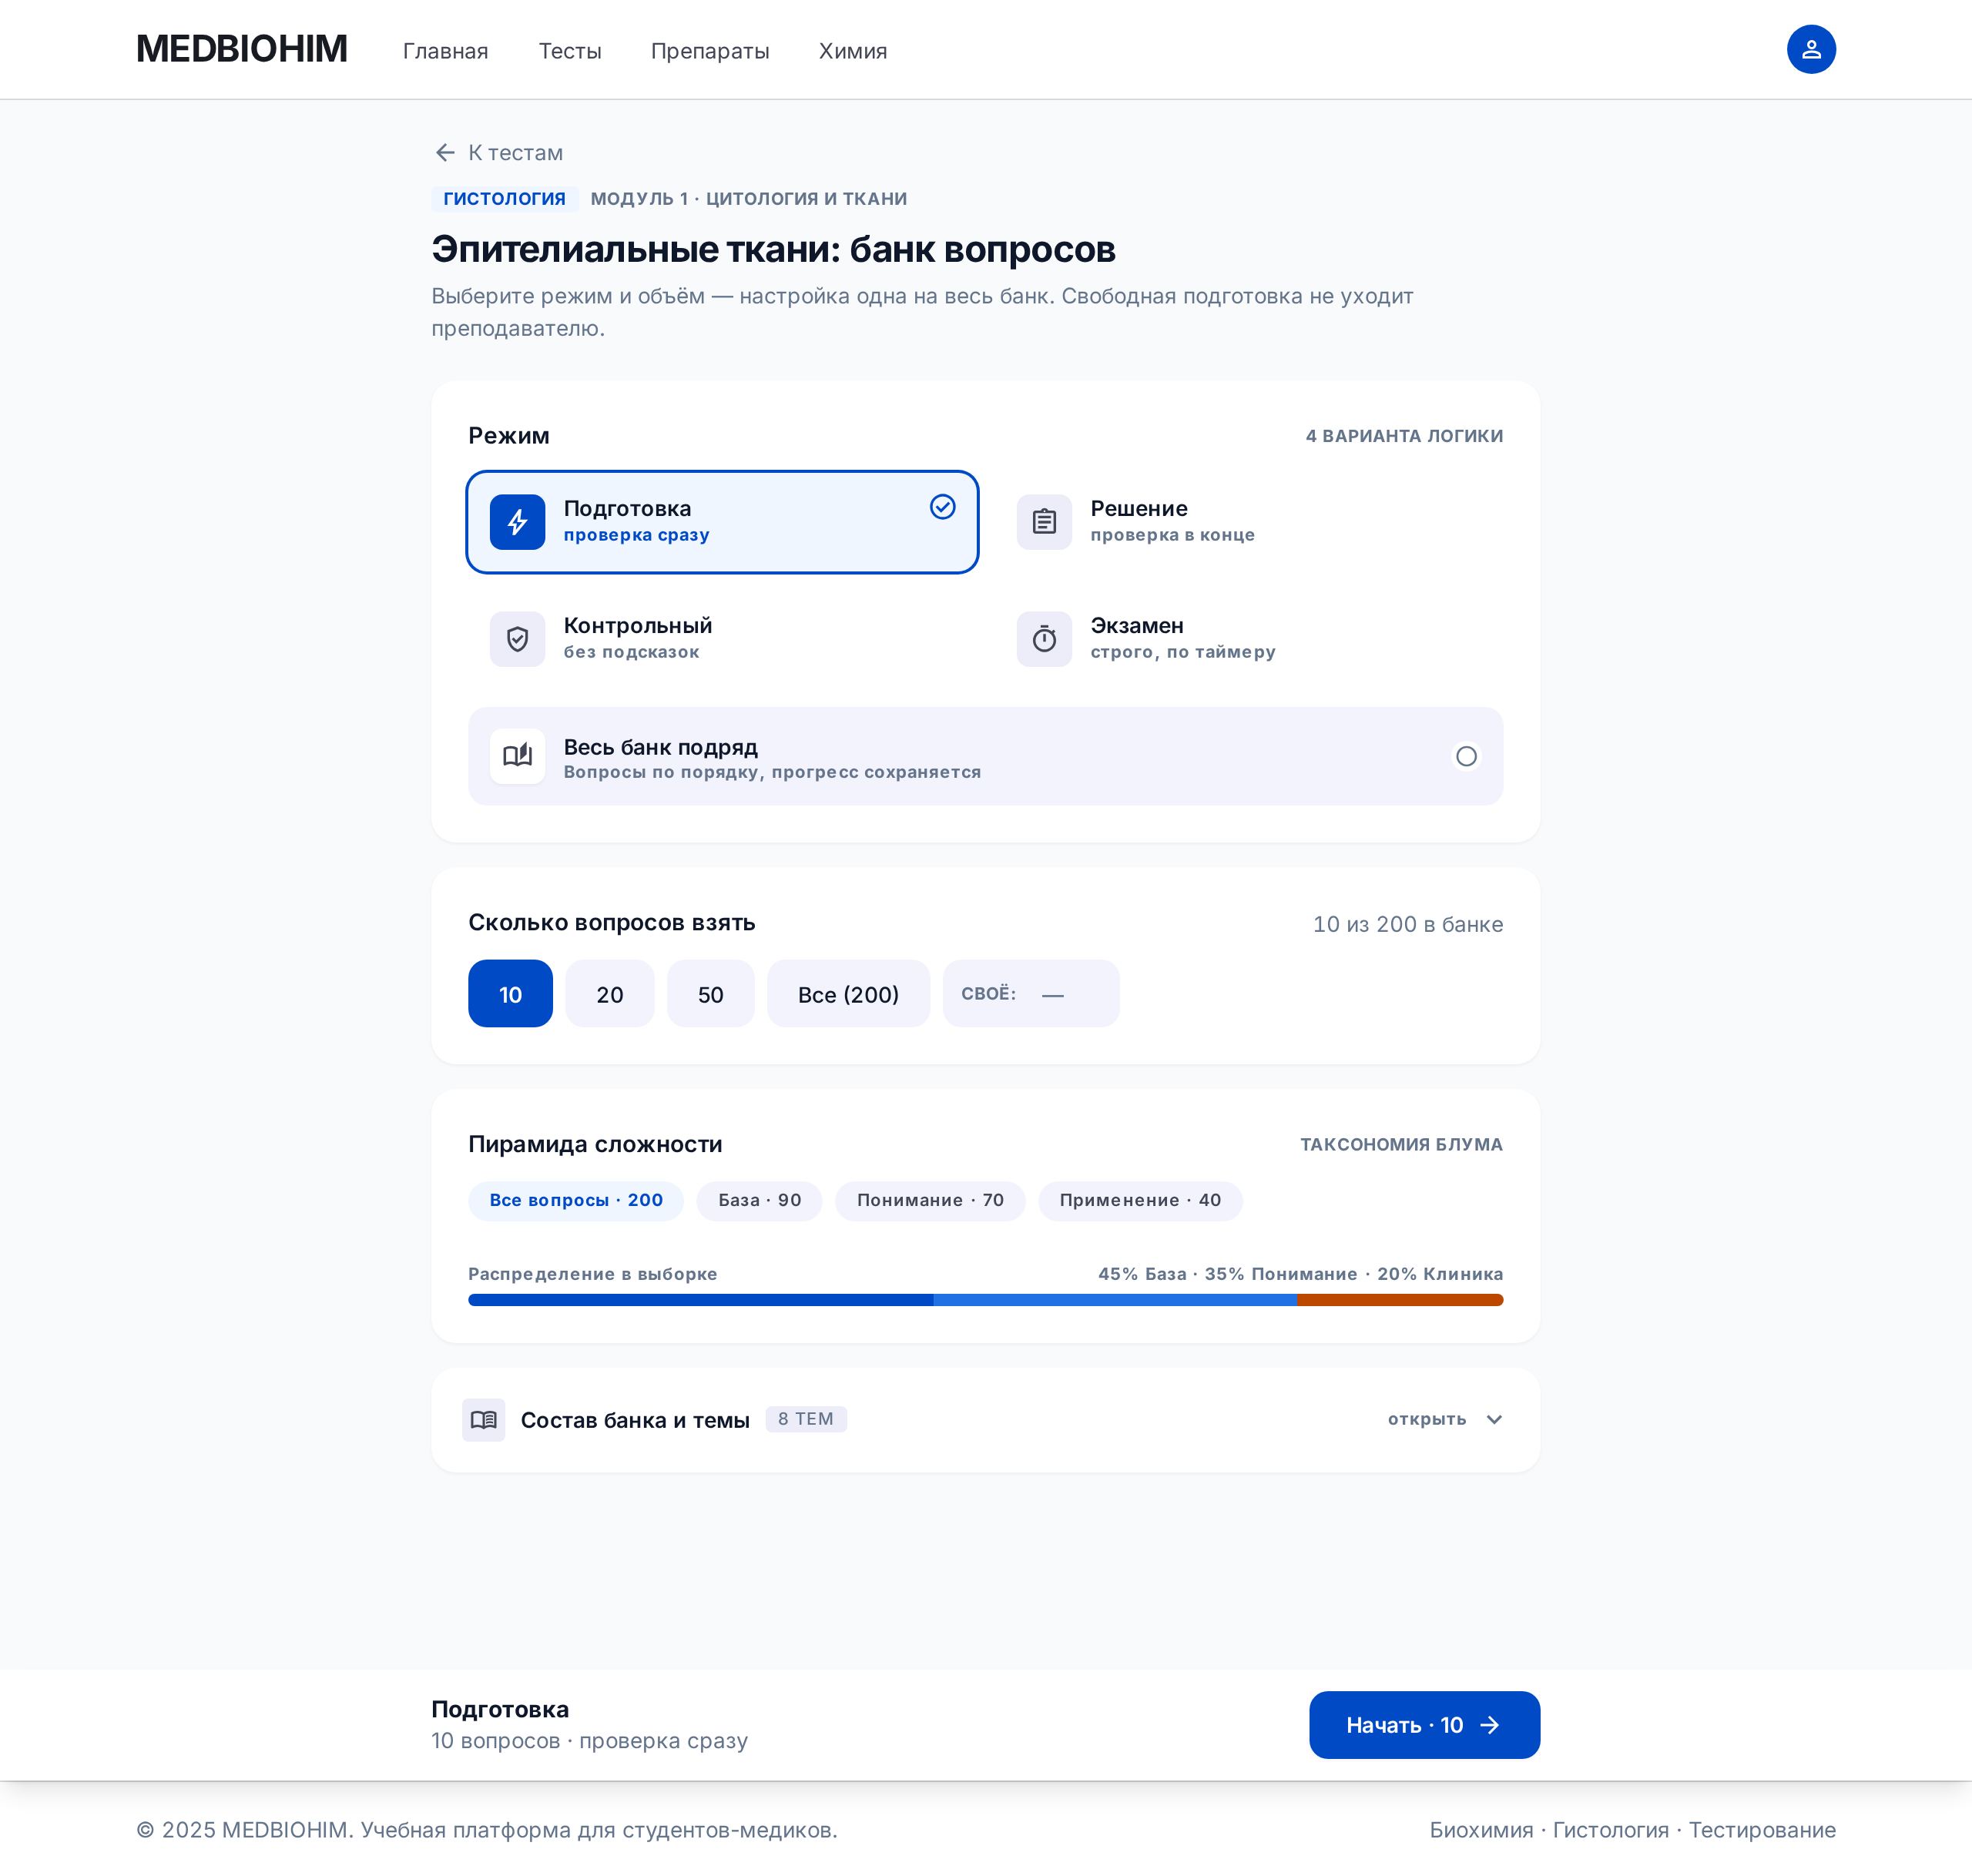 MEDBIOHIM
Главная
Тесты
Препараты
Химия
К тестам
ГИСТОЛОГИЯ
МОДУЛЬ 1 · ЦИТОЛОГИЯ И ТКАНИ
Эпителиальные ткани: банк вопросов
Выберите режим и объём — настройка одна на весь банк. Свободная подготовка не уходит
преподавателю.
Режим
4 ВАРИАНТА ЛОГИКИ
Подготовка
проверка сразу
Решение
проверка в конце
Контрольный
без подсказок
Экзамен
строго, по таймеру
Весь банк подряд
Вопросы по порядку, прогресс сохраняется
Сколько вопросов взять
10 из 200 в банке
10
20
50
Все (200)
СВОЁ: —
Пирамида сложности
ТАКСОНОМИЯ БЛУМА
Все вопросы · 200
База · 90
Понимание · 70
Применение · 40
Распределение в выборке
45% База · 35% Понимание · 20% Клиника
Состав банка и темы
8 ТЕМ
открыть
Подготовка
10 вопросов · проверка сразу
Начать · 10
© 2025 MEDBIOHIM. Учебная платформа для студентов-медиков.
Биохимия · Гистология · Тестирование